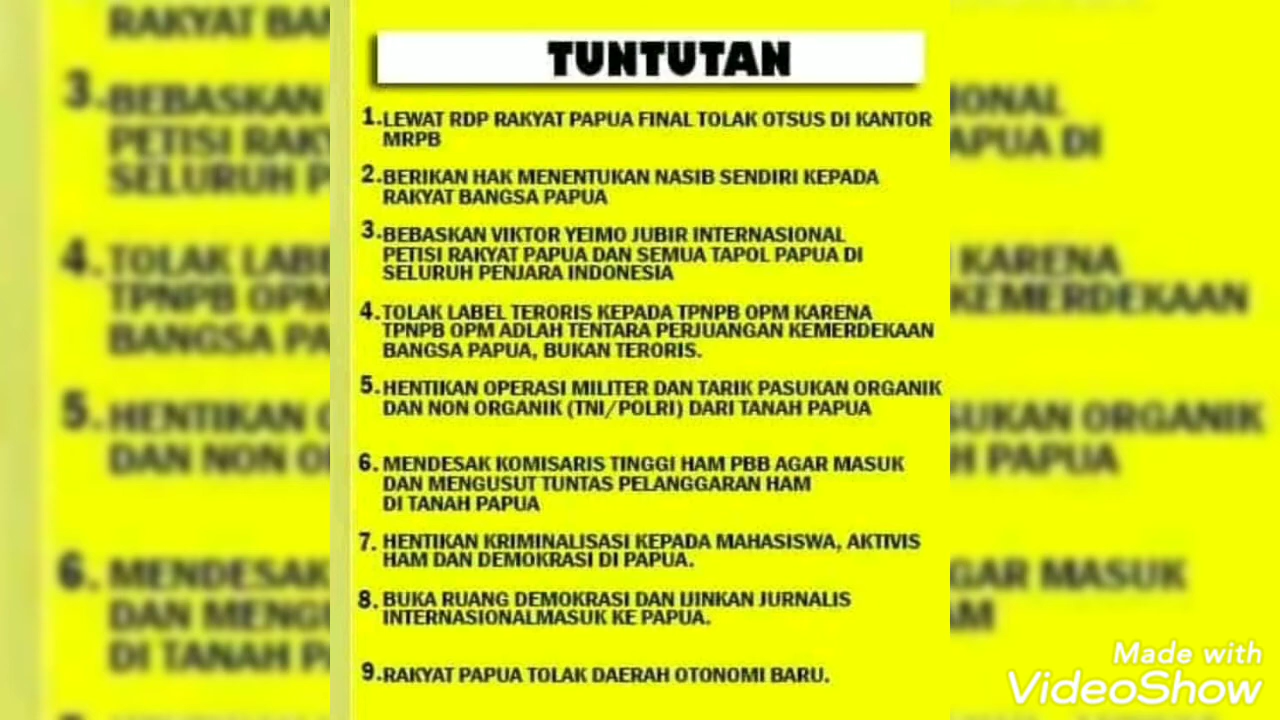 TUNTUTAN
1.LEWAT RDP RAKYAT PAPUA FINAL TOLAK OTSUS DI KANTOR
MRPB
2.BERIKAN HAK MENENTUKAN NASIB SENDIRI KEPADA
RAKYAT BANGSA PAPUA
3.BEBASKAN VIKTOR YEIMO JUBIR INTERNASIONAL
PETISI RAKYAT PAPUA DAN SEMUA TAPOL PAPUA DI
SELURUH PENJARA INDONESIA
4.TOLAK LABEL TERORIS KEPADA TPNPB OPM KARENA
TPNPB OPM ADLAH TENTARA PERJUANGAN KEMERDEKAAN
BANGSA PAPUA, BUKAN TERORIS.
5.HENTIKAN OPERASI MILITER DAN TARIK PASUKAN ORGANIK
DAN NON ORGANIK (TNI/POLRI) DARI TANAH PAPUA
6.MENDESAK KOMISARIS TINGGI HAM PBB AGAR MASUK
DAN MENGUSUT TUNTAS PELANGGARAN HAM
DI TANAH PAPUA
7. HENTIKAN KRIMINALISASI KEPADA MAHASISWA, AKTIVIS
HAM DAN DEMOKRASI DI PAPUA.
8. BUKA RUANG DEMOKRASI DAN IJINKAN JURNALIS
INTERNASIONALMASUK KE PAPUA.
9.RAKYAT PAPUA TOLAK DAERAH OTONOMI BARU.
Made with
VideoShow